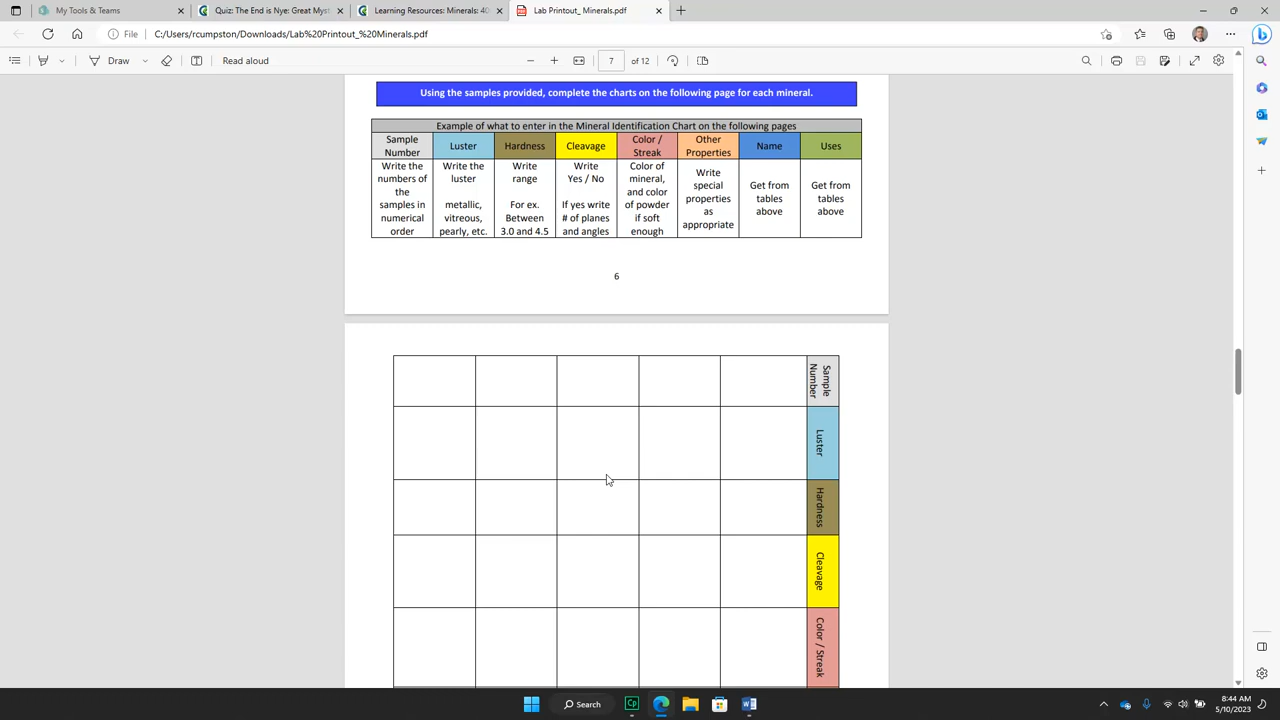 My Tools & Teams
Quiz: The End is Nye: Great Myst
Learning Resources: Minerals: 40
Lab Printout_ Minerals.pdf
File
C:/Users/rcumpston/Downloads/Lab%20Printout_%20Minerals.pdf
Draw
Read aloud
7
of 12
Using the samples provided, complete the charts on the following page for each mineral.
Example of what to enter in the Mineral Identification Chart on the following pages
Sample
Number
Luster
Hardness
Cleavage
Color /
Streak
Other
Properties
Name
Uses
Write the
numbers of
the
samples in
numerical
order
Write the
luster
metallic,
vitreous,
pearly, etc.
Write
range
For ex.
Between
3.0 and 4.5
Write
Yes / No
If yes write
# of planes
and angles
Color of
mineral,
and color
of powder
if soft
enough
Write
special
properties
as
appropriate
Get from
tables
above
Get from
tables
above
6
Sample
Number
Luster
Hardness
Cleavage
Color / Streak
Search
8:44 AM
5/10/2023